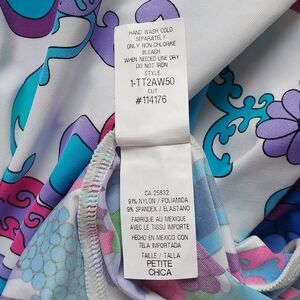 HAND WASH COLD
SEPARATELY
ONLY NON-CHLORINE
BLEACH
WHEN NEEDED LINE DRY
DO NOT IRON
STYLE
1-TT2AW50
CUT
#114176
CA 25832
91% NYLON / POLIAMIDA
9% SPANDEX / ELASTANO
FABRIQUE AU MEXIQUE
AVEC LE TISSU IMPORTE
HECHO EN MEXICO CON
TELA IMPORTADA
TAILLE / TALLA
PETITE
CHICA